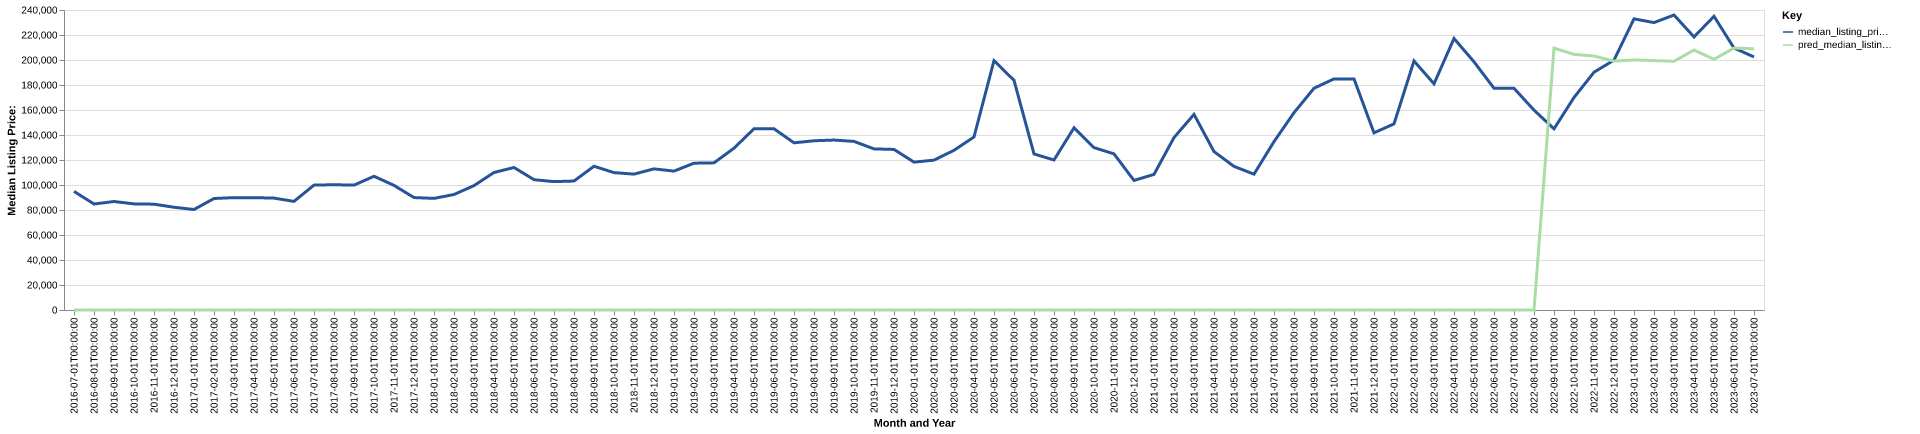 240,000
220,000
200,000
180,000
160,000
140,000
120,000
100,000
80,000
60,000
40,000
20,000
0
Median Listing Price:
2016-07-01T00:00:00
2016-08-01T00:00:00
2016-09-01T00:00:00
2016-10-01T00:00:00
2016-11-01T00:00:00
2016-12-01T00:00:00
2017-01-01T00:00:00
2017-02-01T00:00:00
2017-03-01T00:00:00
2017-04-01T00:00:00
2017-05-01T00:00:00
2017-06-01T00:00:00
2017-07-01T00:00:00
2017-08-01T00:00:00
2017-09-01T00:00:00
2017-10-01T00:00:00
2017-11-01T00:00:00
2017-12-01T00:00:00
2018-01-01T00:00:00
2018-02-01T00:00:00
2018-03-01T00:00:00
2018-04-01T00:00:00
2018-05-01T00:00:00
2018-06-01T00:00:00
2018-07-01T00:00:00
2018-08-01T00:00:00
2018-09-01T00:00:00
2018-10-01T00:00:00
2018-11-01T00:00:00
2018-12-01T00:00:00
2019-01-01T00:00:00
2019-02-01T00:00:00
2019-03-01T00:00:00
2019-04-01T00:00:00
2019-05-01T00:00:00
2019-06-01T00:00:00
2019-07-01T00:00:00
2019-08-01T00:00:00
2019-09-01T00:00:00
2019-10-01T00:00:00
2019-11-01T00:00:00
2019-12-01T00:00:00
2020-01-01T00:00:00
2020-02-01T00:00:00
2020-03-01T00:00:00
2020-04-01T00:00:00
2020-05-01T00:00:00
2020-06-01T00:00:00
2020-07-01T00:00:00
2020-08-01T00:00:00
2020-09-01T00:00:00
2020-10-01T00:00:00
2020-11-01T00:00:00
2020-12-01T00:00:00
2021-01-01T00:00:00
2021-02-01T00:00:00
2021-03-01T00:00:00
2021-04-01T00:00:00
2021-05-01T00:00:00
2021-06-01T00:00:00
2021-07-01T00:00:00
2021-08-01T00:00:00
2021-09-01T00:00:00
2021-10-01T00:00:00
2021-11-01T00:00:00
2021-12-01T00:00:00
2022-01-01T00:00:00
2022-02-01T00:00:00
2022-03-01T00:00:00
2022-04-01T00:00:00
2022-05-01T00:00:00
2022-06-01T00:00:00
2022-07-01T00:00:00
2022-08-01T00:00:00
2022-09-01T00:00:00
2022-10-01T00:00:00
2022-11-01T00:00:00
2022-12-01T00:00:00
2023-01-01T00:00:00
2023-02-01T00:00:00
2023-03-01T00:00:00
2023-04-01T00:00:00
2023-05-01T00:00:00
2023-06-01T00:00:00
2023-07-01T00:00:00
Month and Year
Key
median_listing_pri…
pred_median_listin…